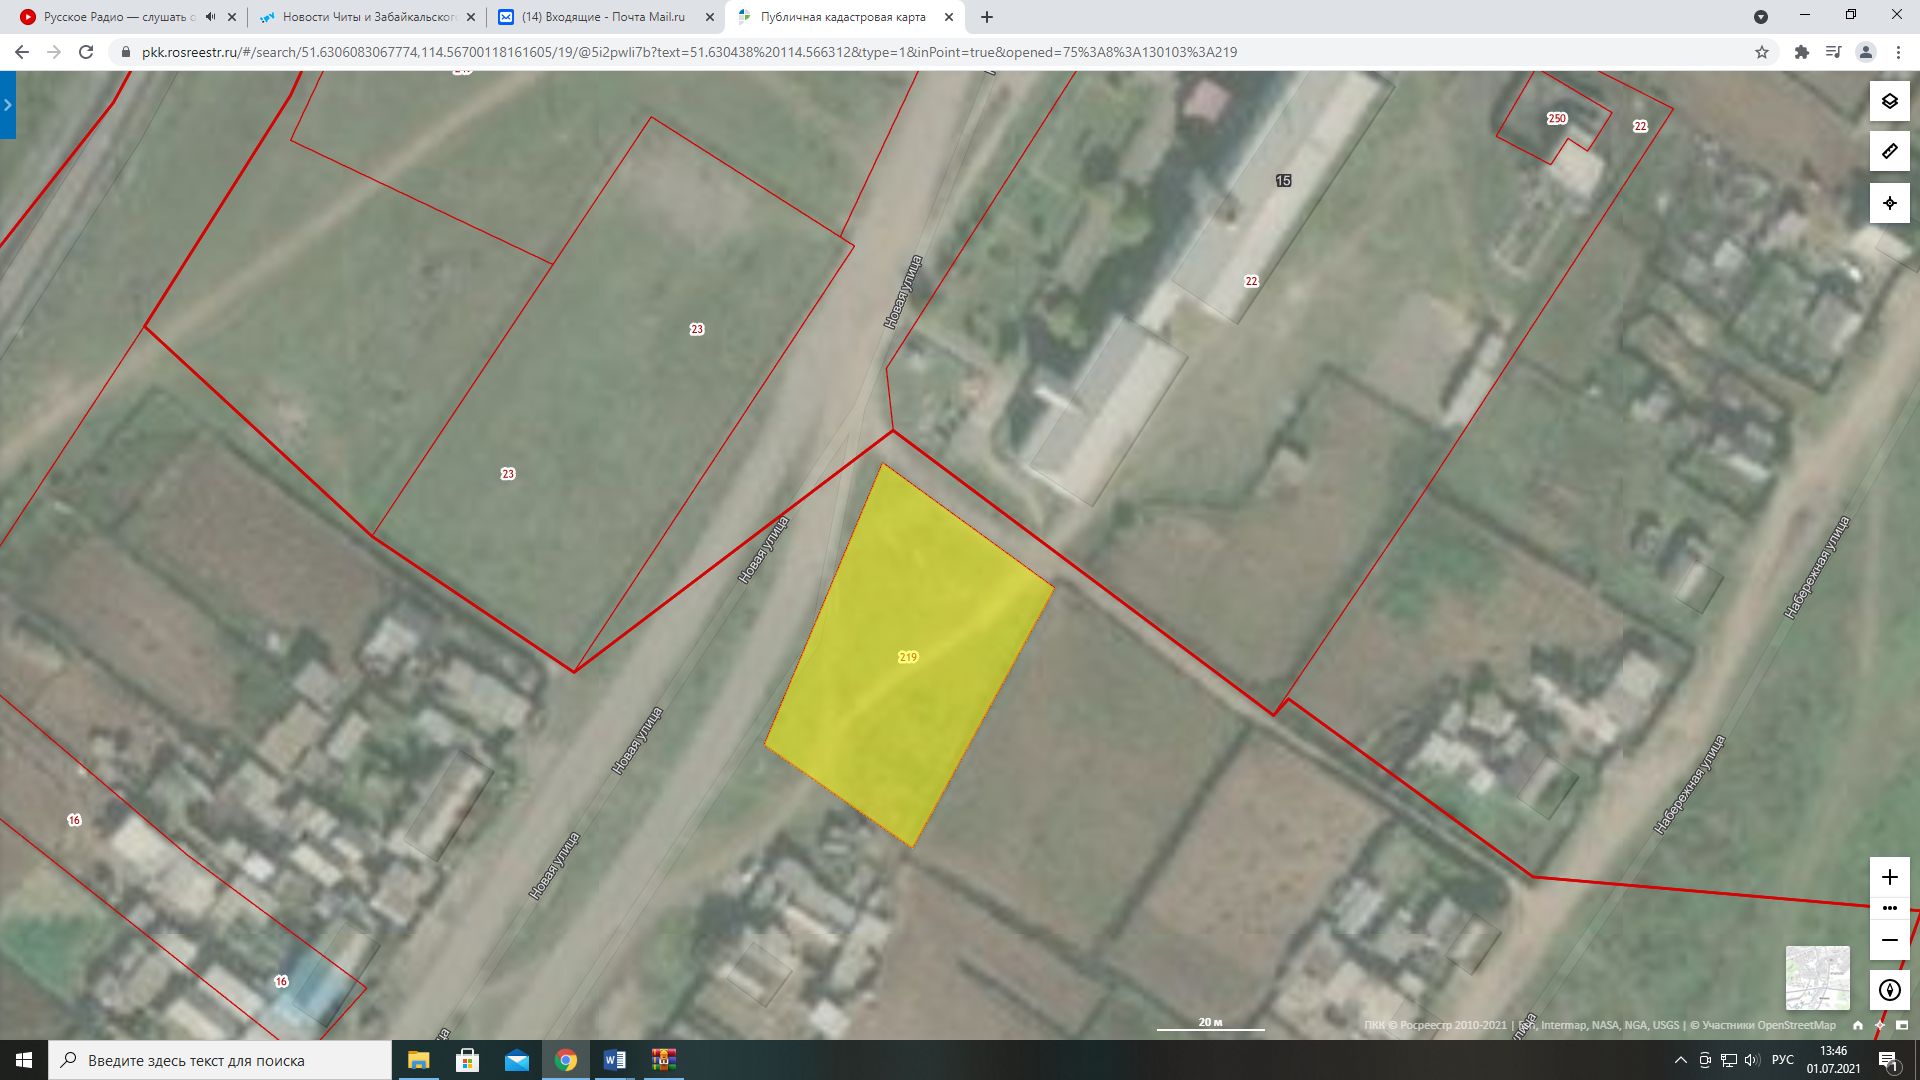 Русское Радио — слушать о
Новости Читы и Забайкальског
(14) Входящие - Почта Mail.ru
Публичная кадастровая карта
pkk.rosreestr.ru/#/search/51.6306083067774,114.56700118161605/19/@5i2pwli7b?text=51.630438%20114.566312&type=1&inPoint=true&opened=75%3A8%3A130103%3A219
250
22
15
22
Новая улица
23
23
Новая улица
Набережная улица
219
Новая улица
Набережная улица
16
Новая улица
16
20 м
ПКК © Росреестр 2010-2021 | Esri, Intermap, NASA, NGA, USGS | © Участники OpenStreetMap
Введите здесь текст для поиска
РУС
13:46
01.07.2021
1